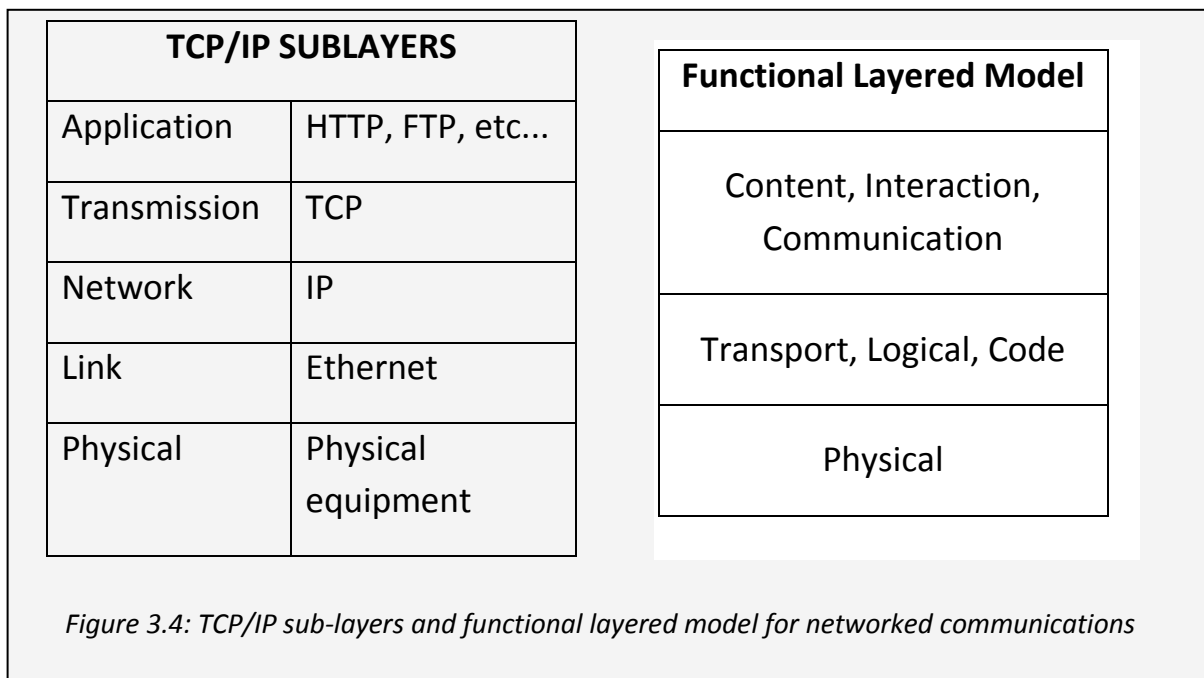 TCP/IP SUBLAYERS
Application HTTP, FTP, etc...
Transmission TCP
Network IP
Link Ethernet
Physical Physical
equipment
Functional Layered Model
Content, Interaction,
Communication
Transport, Logical, Code
Physical
Figure 3.4: TCP/IP sub-layers and functional layered model for networked communications